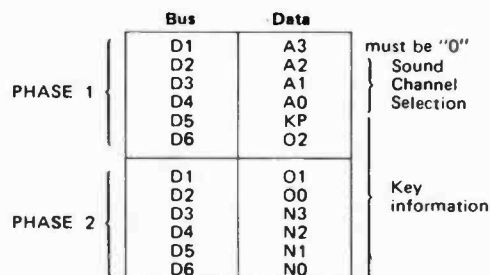 Bus Data
D1 A3 must be "0"
D2 A2 Sound
PHASE 1 D3 A1 Channel
D4 A0 Selection
D5 KP
D6 O2
D1 O1
D2 O0 Key
PHASE 2 D3 N3 information
D4 N2
D5 N1
D6 N0